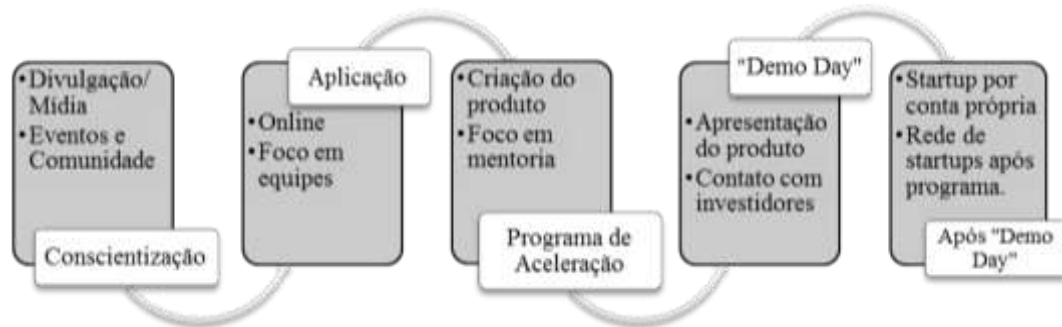 •Divulgação/
Mídia
•Eventos e
Comunidade
Conscientização
Aplicação
•Online
•Foco em
equipes
•Criação do
produto
•Foco em
mentoria
Programa de
Aceleração
"Demo Day"
•Apresentação
do produto
•Contato com
investidores
•Startup por
conta própria
•Rede de
startups após
programa.
Após "Demo
Day"